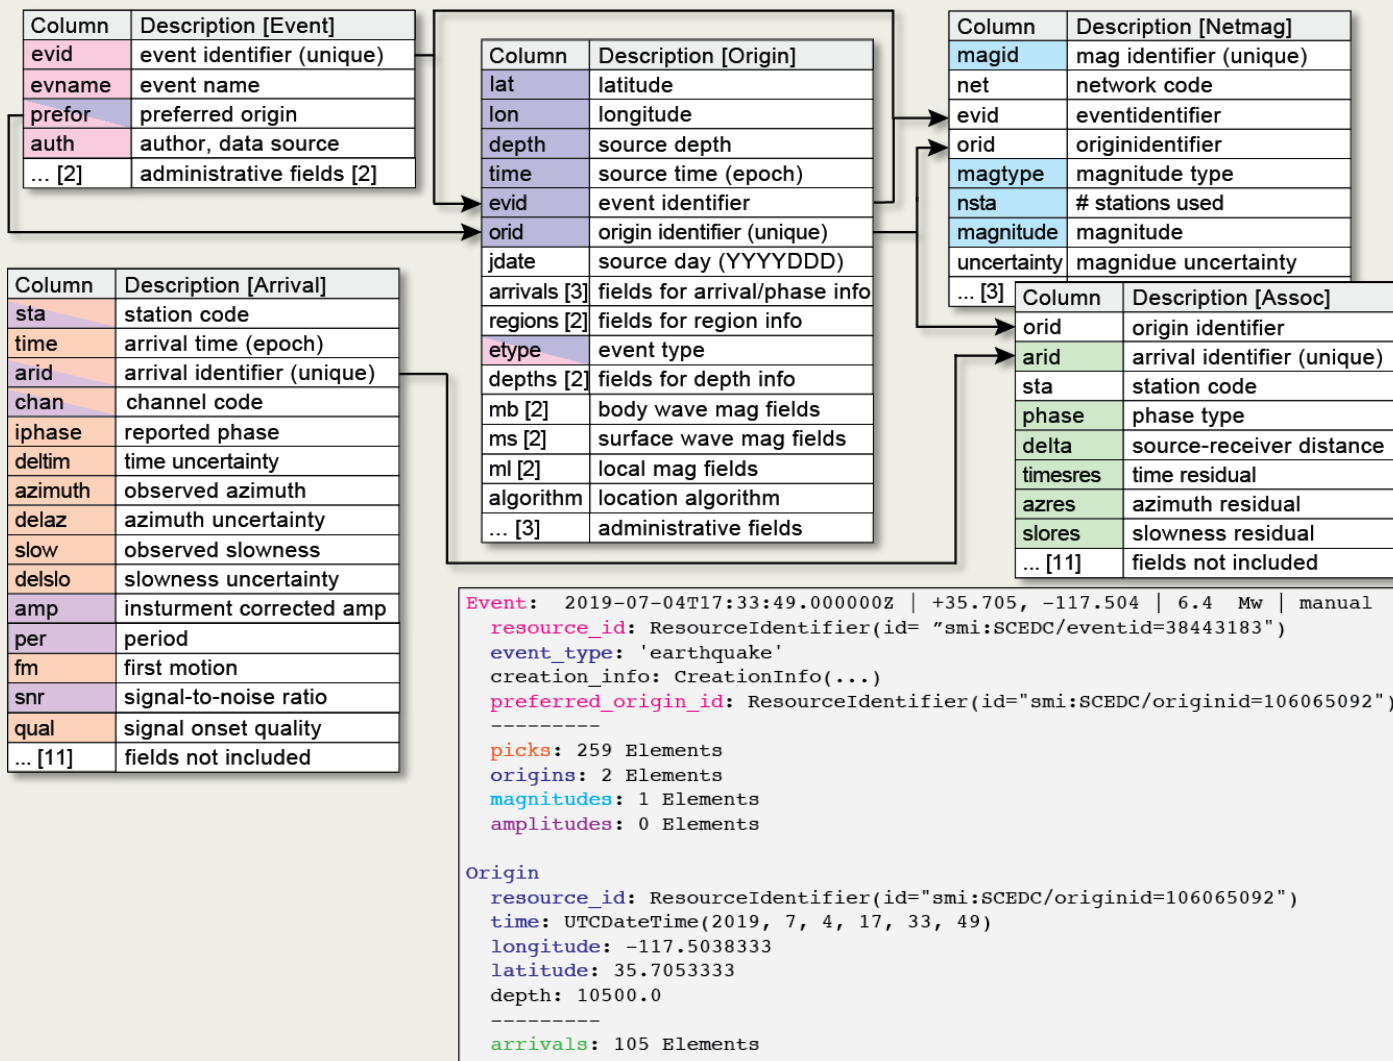 Column Description [Event]
evid event identifier (unique)
evname event name
prefor preferred origin
auth author, data source
... [2] administrative fields [2]
Column Description [Origin]
lat latitude
lon longitude
depth source depth
time source time (epoch)
evid event identifier
orid origin identifier (unique)
jdate source day (YYYYDDD)
arrivals [3] fields for arrival/phase info
regions [2] fields for region info
etype event type
depths [2] fields for depth info
mb [2] body wave mag fields
ms [2] surface wave mag fields
ml [2] local mag fields
algorithm location algorithm
... [3] administrative fields
Column Description [Netmag]
magid mag identifier (unique)
net network code
evid eventidentifier
orid originidentifier
magtype magnitude type
nsta # stations used
magnitude magnitude
uncertainty magnidue uncertainty
... [3]
Column Description [Assoc]
orid origin identifier
arid arrival identifier (unique)
sta station code
phase phase type
delta source-receiver distance
timesres time residual
azres azimuth residual
slores slowness residual
... [11] fields not included
Column Description [Arrival]
sta station code
time arrival time (epoch)
arid arrival identifier (unique)
chan channel code
iphase reported phase
deltim time uncertainty
azimuth observed azimuth
delaz azimuth uncertainty
slow observed slowness
delslo slowness uncertainty
amp insturment corrected amp
per period
fm first motion
snr signal-to-noise ratio
qual signal onset quality
... [11] fields not included
Event: 2019-07-04T17:33:49.000000Z | +35.705, -117.504 | 6.4 Mw | manual
resource_id: ResourceIdentifier(id= ”smi:SCEDC/eventid=38443183")
event_type: 'earthquake'
creation_info: CreationInfo(...)
preferred_origin_id: ResourceIdentifier(id="smi:SCEDC/originid=106065092")
---------
picks: 259 Elements
origins: 2 Elements
magnitudes: 1 Elements
amplitudes: 0 Elements
Origin
resource_id: ResourceIdentifier(id="smi:SCEDC/originid=106065092")
time: UTCDateTime(2019, 7, 4, 17, 33, 49)
longitude: -117.5038333
latitude: 35.7053333
depth: 10500.0
---------
arrivals: 105 Elements